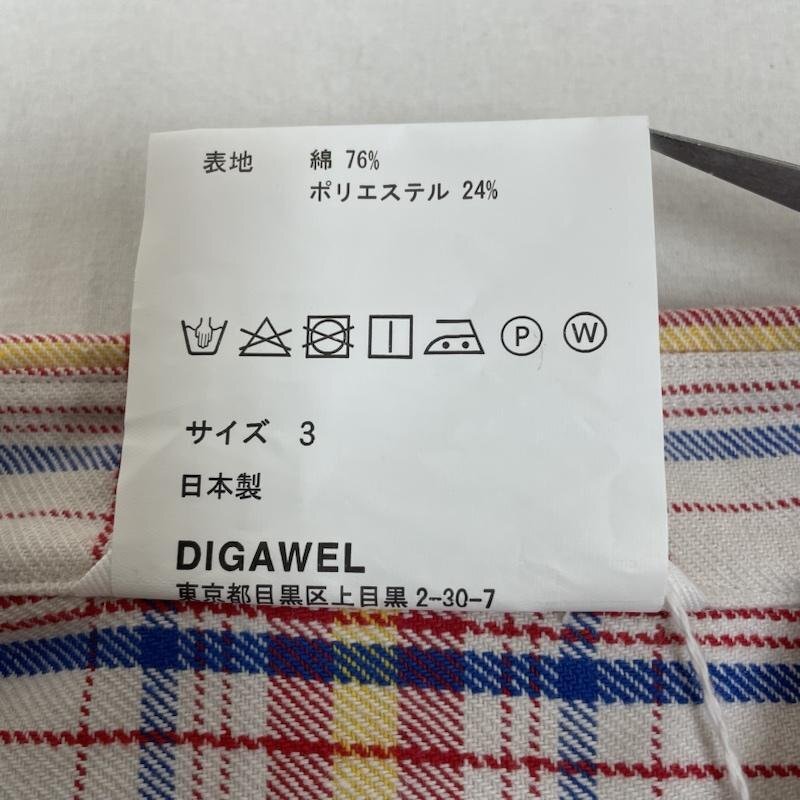 表地 綿 76%
ポリエステル 24%
P W
サイズ 3
日本製
DIGAWEL
東京都目黒区上目黒 2-30-7